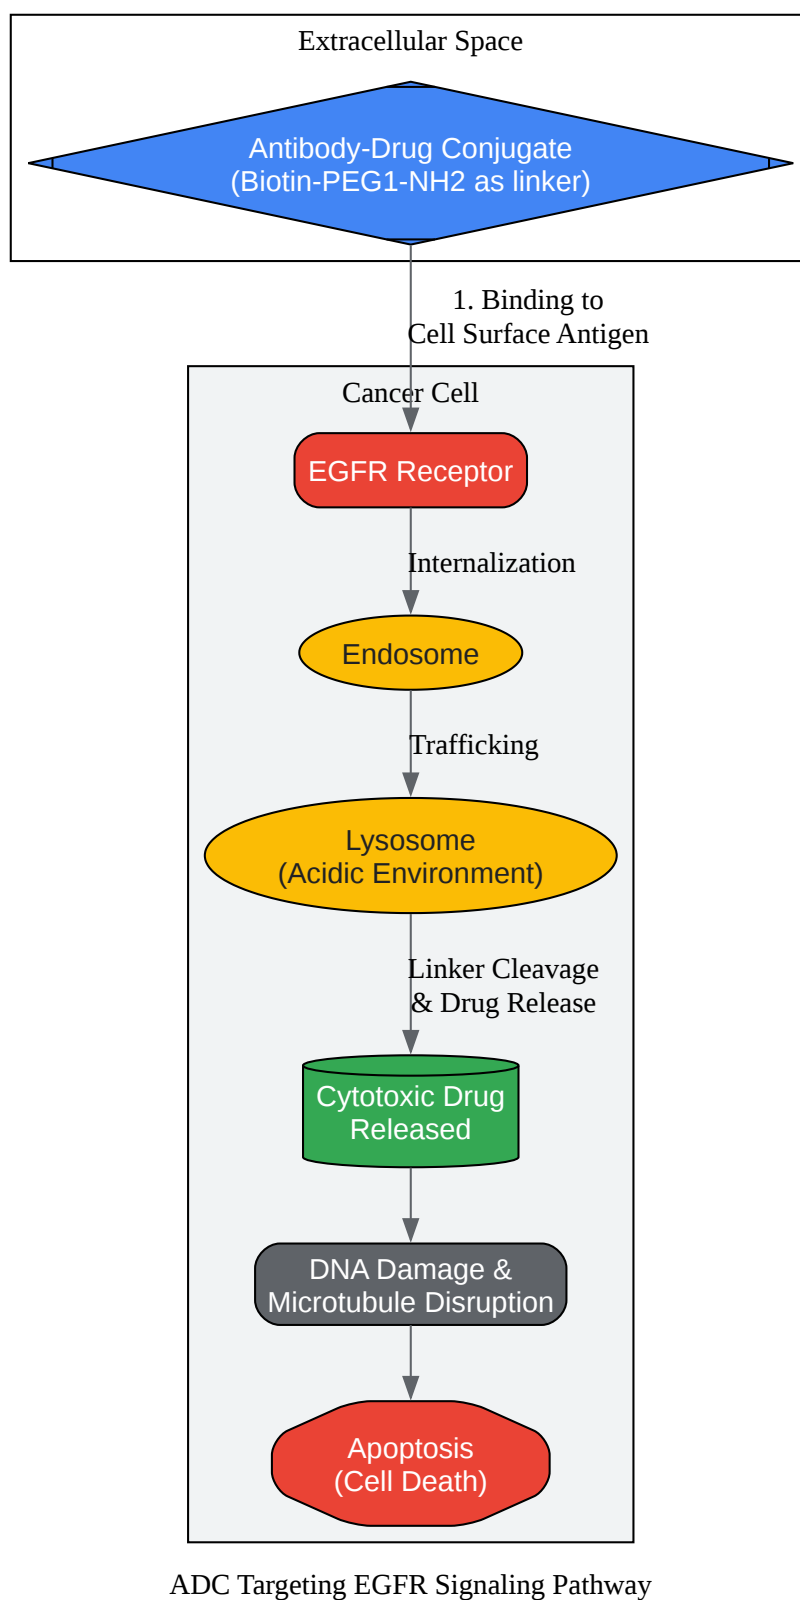 Extracellular Space
Antibody-Drug Conjugate
(Biotin-PEG1-NH2 as linker)
1. Binding to
Cell Surface Antigen
Cancer Cell
EGFR Receptor
Internalization
Endosome
Trafficking
Lysosome
(Acidic Environment)
Linker Cleavage
& Drug Release
Cytotoxic Drug
Released
DNA Damage &
Microtubule Disruption
Apoptosis
(Cell Death)
ADC Targeting EGFR Signaling Pathway